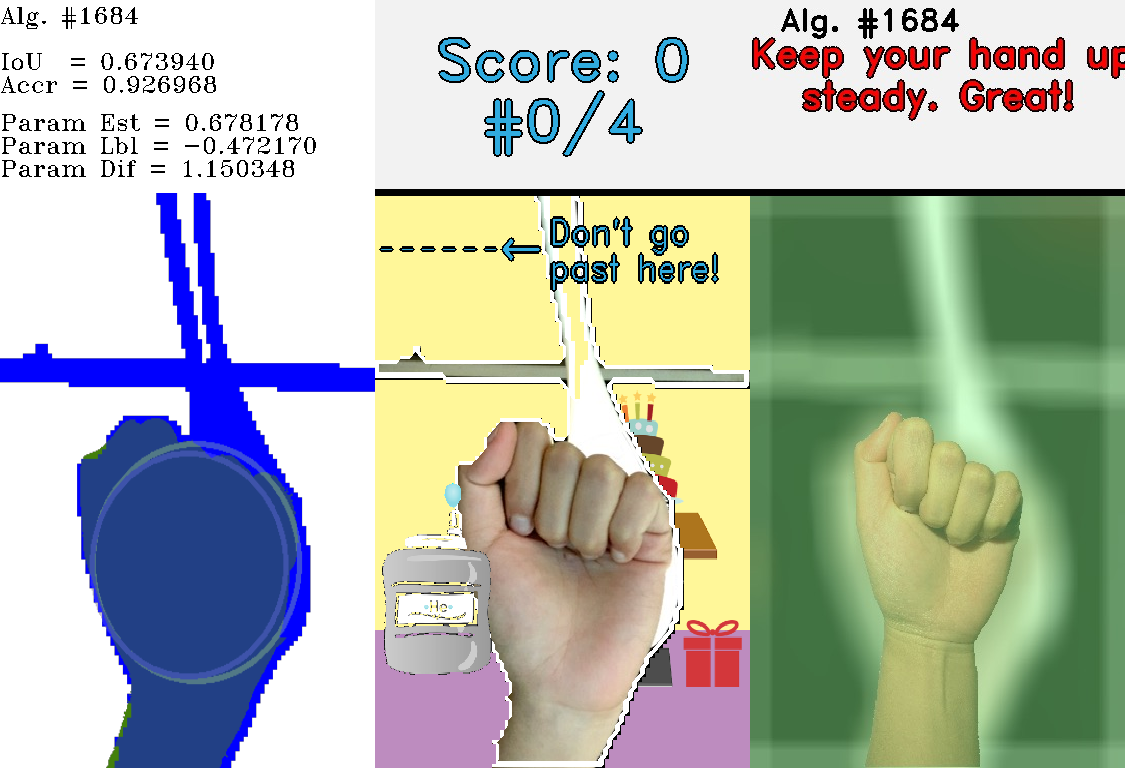 Alg. #1684
IoU = 0.673940
Accr = 0.926968
Param Est = 0.678178
Param Lbl = −0.472170
Param Dif = 1.150348
Score: 0
#0/4
Don't go
past here!
Alg. #1684
Keep your hand up
steady. Great!